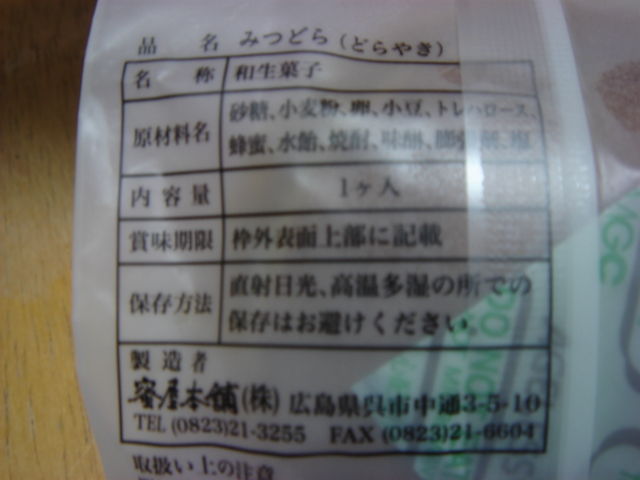 品名 みつどら(どらやき)
名称 和生菓子
原材料名 砂糖、小麦粉、卵、小豆、トレハロース、
蜂蜜、水飴、焼酎、味醂、膨張剤、塩
内容量 1ヶ入
賞味期限 枠外表面上部に記載
保存方法 直射日光、高温多湿の所での
保存はお避けください。
製造者
蜜屋本舗(株) 広島県呉市中通3-5-10
TEL (0823)21-3255 FAX (0823)21-6604
取扱い上の注意